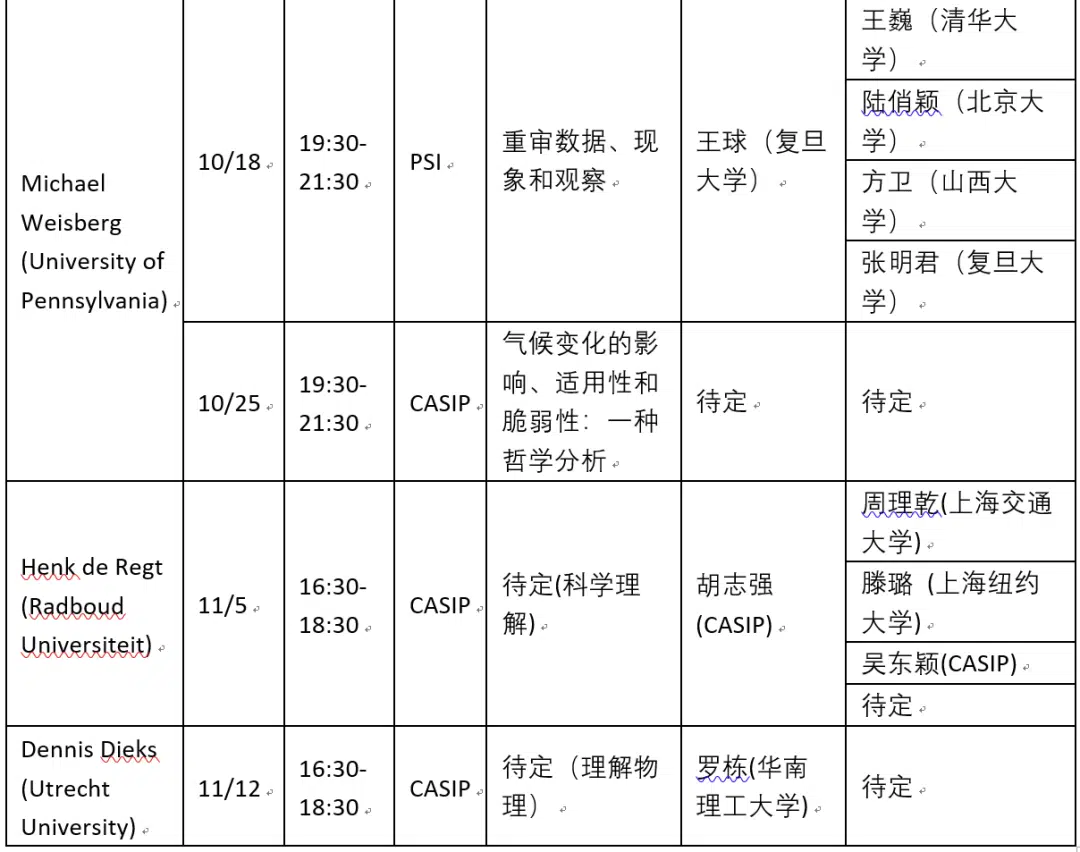 Michael
Weisberg
(University of
Pennsylvania)
10/18
19:30-
21:30
PSI
重审数据、现
象和观察
王球（复旦
大学）
王巍（清华大
学）
陆俏颖（北京大
学）
方卫（山西大
学）
张明君（复旦大
学）
10/25
19:30-
21:30
CASIP
气候变化的影
响、适用性和
脆弱性：一种
哲学分析
待定
待定
Henk de Regt
(Radboud
Universiteit)
11/5
16:30-
18:30
CASIP
待定(科学理
解)
胡志强
(CASIP)
周理乾(上海交通
大学)
滕璐 (上海纽约
大学)
吴东颖(CASIP)
待定
Dennis Dieks
(Utrecht
University)
11/12
16:30-
18:30
CASIP
待定（理解物
理）
罗栋(华南
理工大学)
待定